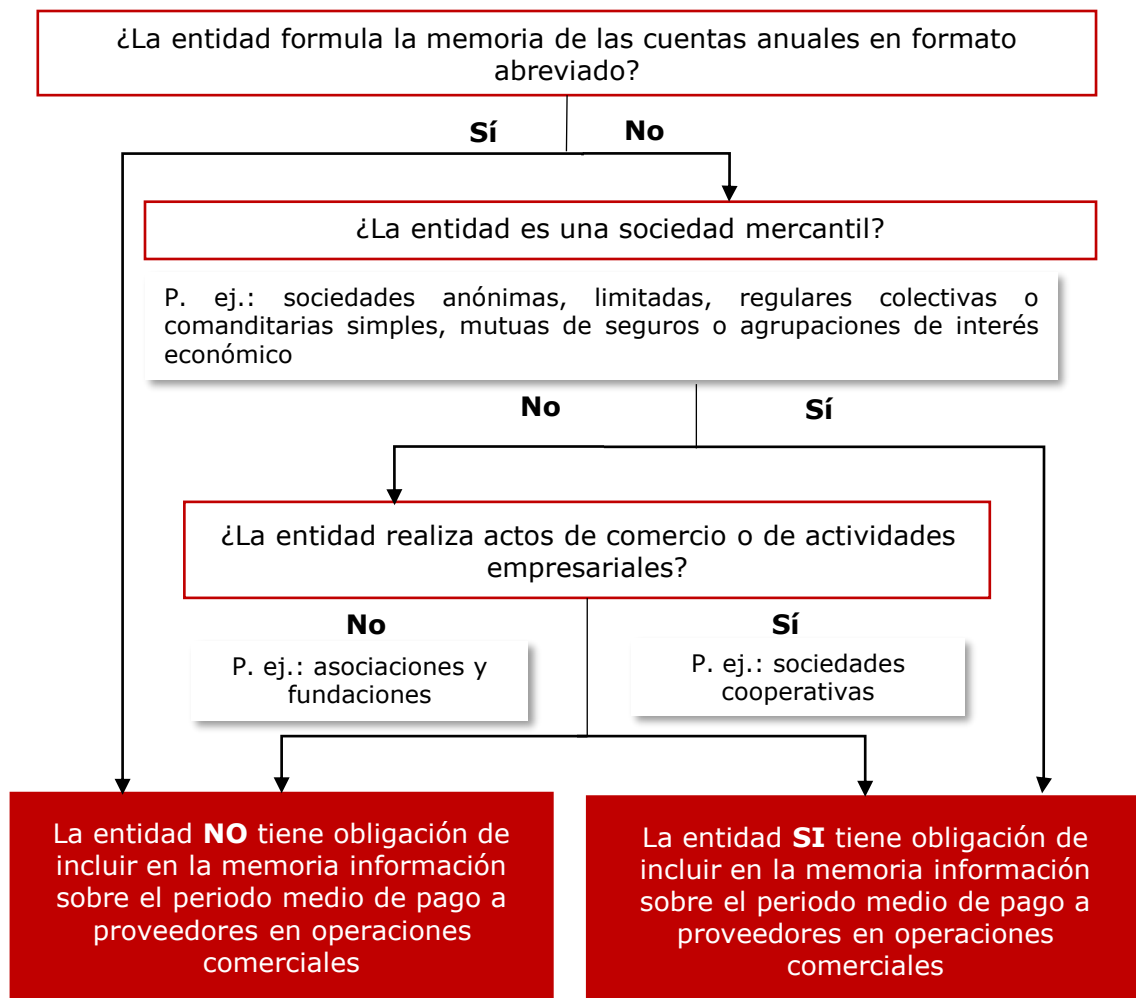 ¿La entidad formula la memoria de las cuentas anuales en formato
abreviado?
Sí
No
¿La entidad es una sociedad mercantil?
P. ej.: sociedades anónimas, limitadas, regulares colectivas o
comanditarias simples, mutuas de seguros o agrupaciones de interés
económico
No
Sí
¿La entidad realiza actos de comercio o de actividades
empresariales?
No
Sí
P. ej.: asociaciones y
fundaciones
P. ej.: sociedades
cooperativas
La entidad NO tiene obligación de
incluir en la memoria información
sobre el periodo medio de pago a
proveedores en operaciones
comerciales
La entidad SI tiene obligación de
incluir en la memoria información
sobre el periodo medio de pago a
proveedores en operaciones
comerciales